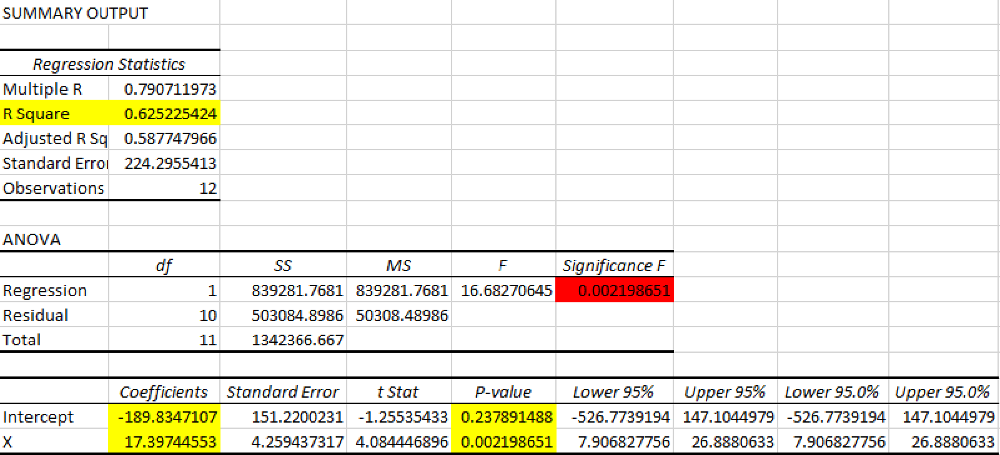 SUMMARY OUTPUT
Regression Statistics
Multiple R 0.790711973
R Square 0.625225424
Adjusted R Sq 0.587747966
Standard Error 224.2955413
Observations 12
ANOVA
df SS MS F Significance F
Regression 1 839281.7681 839281.7681 16.68270645 0.002198651
Residual 10 503084.8986 50308.48986
Total 11 1342366.667
Coefficients Standard Error t Stat P-value Lower 95% Upper 95% Lower 95.0% Upper 95.0%
Intercept -189.8347107 151.2200231 -1.25535433 0.237891488 -526.7739194 147.1044979 -526.7739194 147.1044979
X 17.39744553 4.259437317 4.084446896 0.002198651 7.906827756 26.8880633 7.906827756 26.8880633